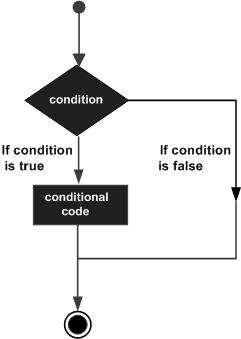 condition
If condition
is true
If condition
is false
conditional
code